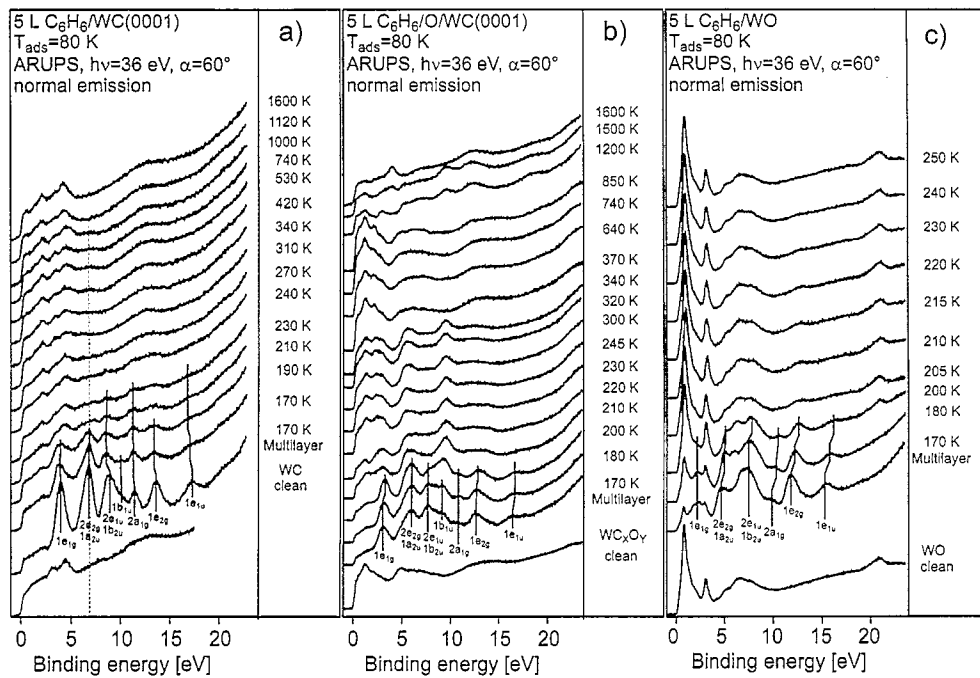 5 L C6H6/WC(0001)
Tads=80 K
ARUPS, hν=36 eV, α=60°
normal emission
a)
1600 K
1120 K
1000 K
740 K
530 K
420 K
340 K
310 K
270 K
240 K
230 K
210 K
190 K
170 K
170 K
Multilayer
WC
clean
1e1g
2e2g
1a2u
2e1u
1b2u
1b1u
2a1g
1e2g
1e1u
0 5 10 15 20
Binding energy [eV]
5 L C6H6/O/WC(0001)
Tads=80 K
ARUPS, hν=36 eV, α=60°
normal emission
b)
1600 K
1500 K
1200 K
850 K
740 K
640 K
370 K
340 K
320 K
300 K
245 K
230 K
220 K
210 K
200 K
180 K
170 K
Multilayer
WCXOY
clean
1e1g
2e2g
1a2u
2e1u
1b2u
1b1u
2a1g
1e2g
1e1u
0 5 10 15 20
Binding energy [eV]
5 L C6H6/WO
Tads=80 K
ARUPS, hν=36 eV, α=60°
normal emission
c)
250 K
240 K
230 K
220 K
215 K
210 K
205 K
200 K
180 K
170 K
Multilayer
WO
clean
1e1g
2e2g
1a2u
2e1u
1b2u
2a1g
1e2g
1e1u
0 5 10 15 20
Binding energy [eV]